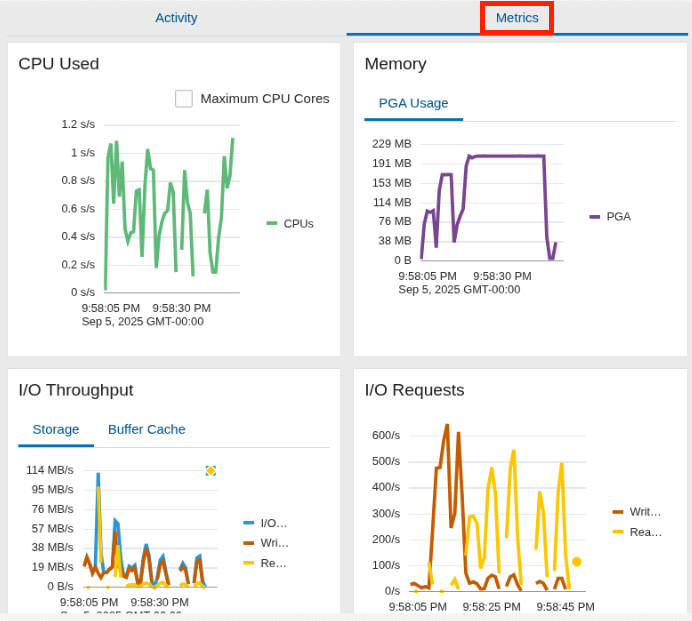 Activity
Metrics
CPU Used
Maximum CPU Cores
1.2 s/s
1 s/s
0.8 s/s
0.6 s/s
0.4 s/s
0.2 s/s
0 s/s
CPUs
9:58:05 PM 9:58:30 PM
Sep 5, 2025 GMT-00:00
Memory
PGA Usage
229 MB
191 MB
153 MB
114 MB
76 MB
38 MB
0 B
PGA
9:58:05 PM 9:58:30 PM
Sep 5, 2025 GMT-00:00
I/O Throughput
Storage Buffer Cache
114 MB/s
95 MB/s
76 MB/s
57 MB/s
38 MB/s
19 MB/s
0 B/s
I/O...
Wri...
Re...
9:58:05 PM 9:58:30 PM
Sep 5, 2025 GMT-00:00
I/O Requests
600/s
500/s
400/s
300/s
200/s
100/s
0/s
Writ...
Rea...
9:58:05 PM 9:58:25 PM 9:58:45 PM